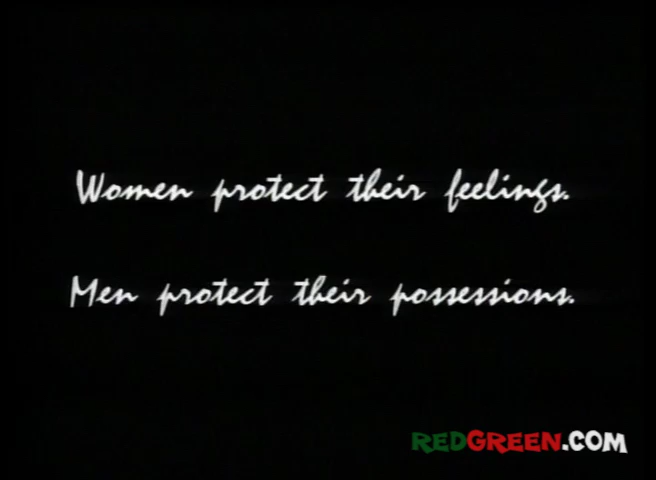 Women protect their feelings.
Men protect their possessions.
REDGREEN.COM